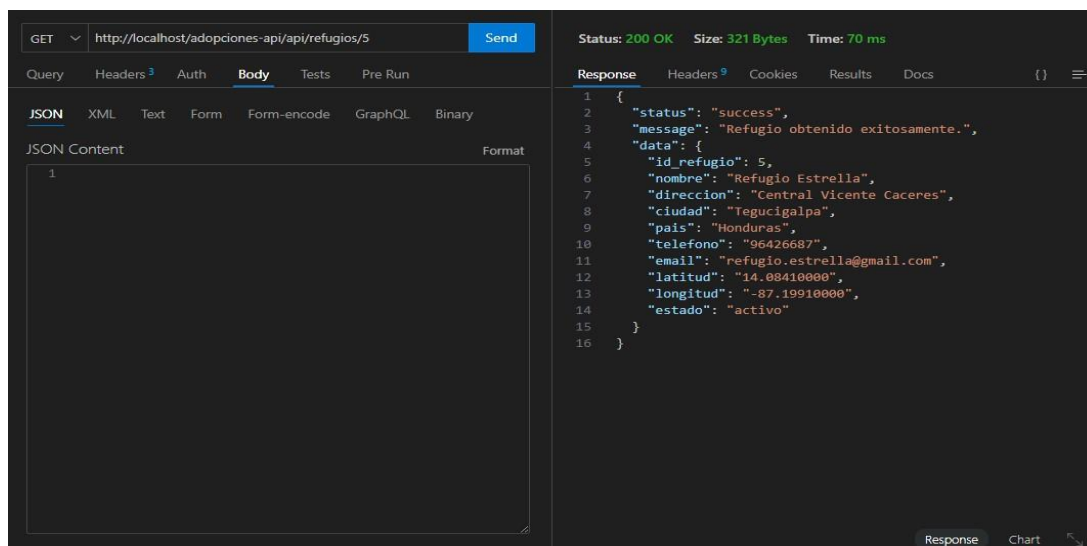 GET http://localhost/adopciones-api/api/refugios/5 Send
Query Headers 3 Auth Body Tests Pre Run
JSON XML Text Form Form-encode GraphQL Binary
JSON Content Format
1
Status: 200 OK Size: 321 Bytes Time: 70 ms
Response Headers 9 Cookies Results Docs {}
1 {
2 "status": "success",
3 "message": "Refugio obtenido exitosamente.",
4 "data": {
5 "id_refugio": 5,
6 "nombre": "Refugio Estrella",
7 "direccion": "Central Vicente Caceres",
8 "ciudad": "Tegucigalpa",
9 "pais": "Honduras",
10 "telefono": "96426687",
11 "email": "refugio.estrella@gmail.com",
12 "latitud": "14.08410000",
13 "longitud": "-87.19910000",
14 "estado": "activo"
15 }
16 }
Response Chart